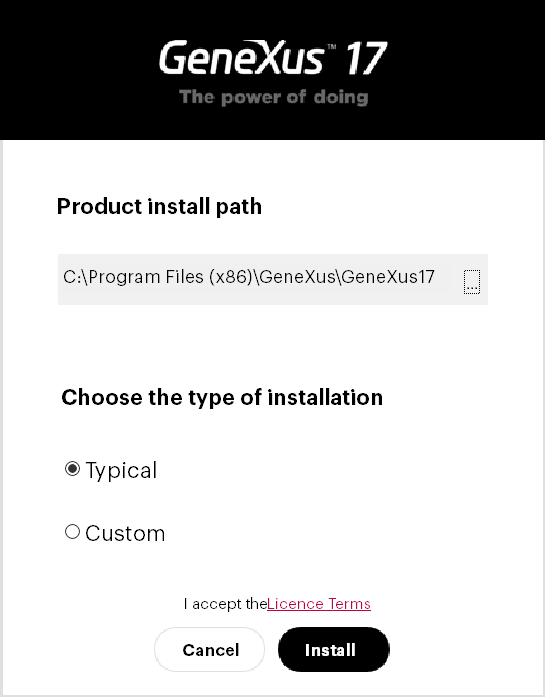 GeneXus™ 17
The power of doing
Product install path
C:\Program Files (x86)\GeneXus\GeneXus17
...
Choose the type of installation
Typical
Custom
I accept theLicence Terms
Cancel Install